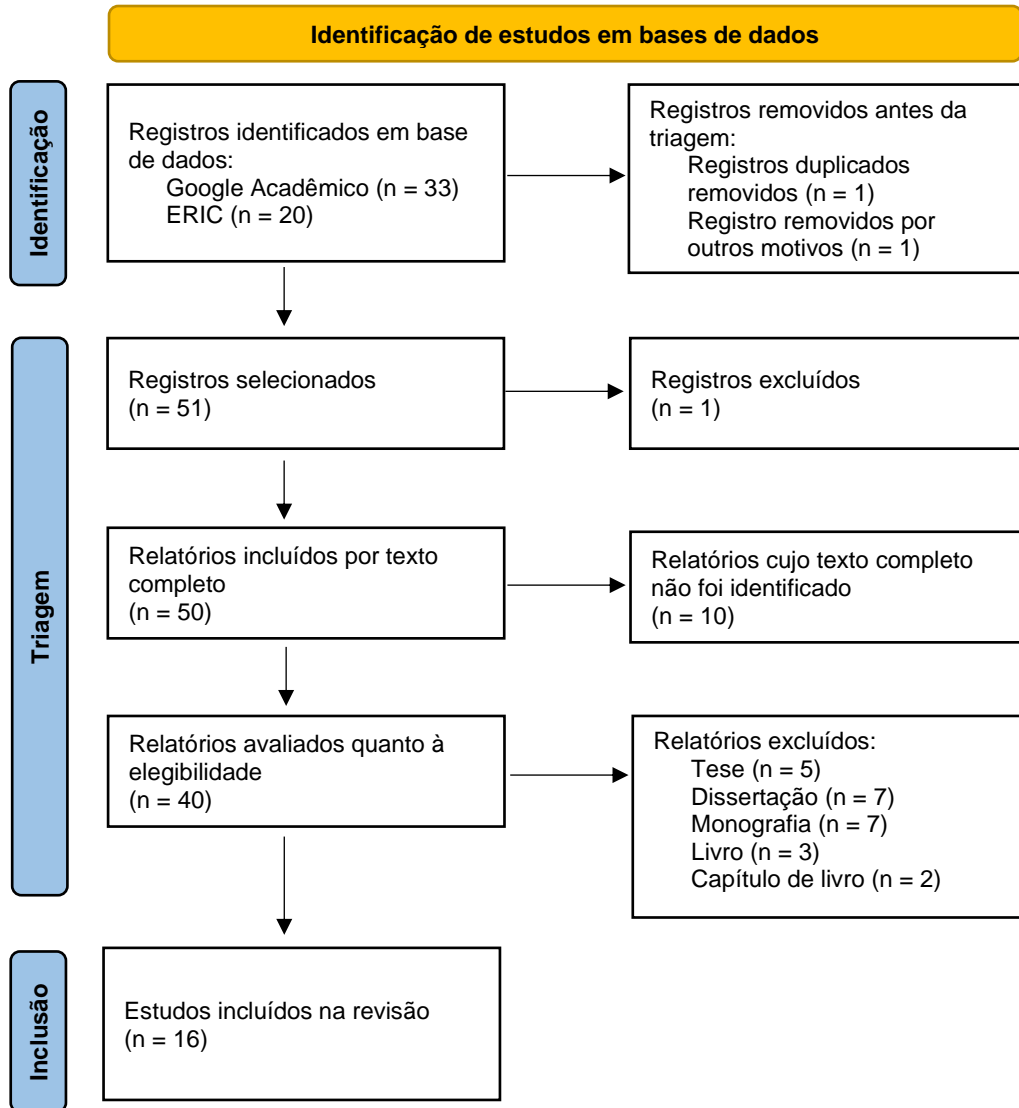 Identificação de estudos em bases de dados
Identificação
Registros identificados em base
de dados:
Google Acadêmico (n = 33)
ERIC (n = 20)
Registros removidos antes da
triagem:
Registros duplicados
removidos (n = 1)
Registro removidos por
outros motivos (n = 1)
Triagem
Registros selecionados
(n = 51)
Registros excluídos
(n = 1)
Relatórios incluídos por texto
completo
(n = 50)
Relatórios cujo texto completo
não foi identificado
(n = 10)
Relatórios avaliados quanto à
elegibilidade
(n = 40)
Relatórios excluídos:
Tese (n = 5)
Dissertação (n = 7)
Monografia (n = 7)
Livro (n = 3)
Capítulo de livro (n = 2)
Inclusão
Estudos incluídos na revisão
(n = 16)